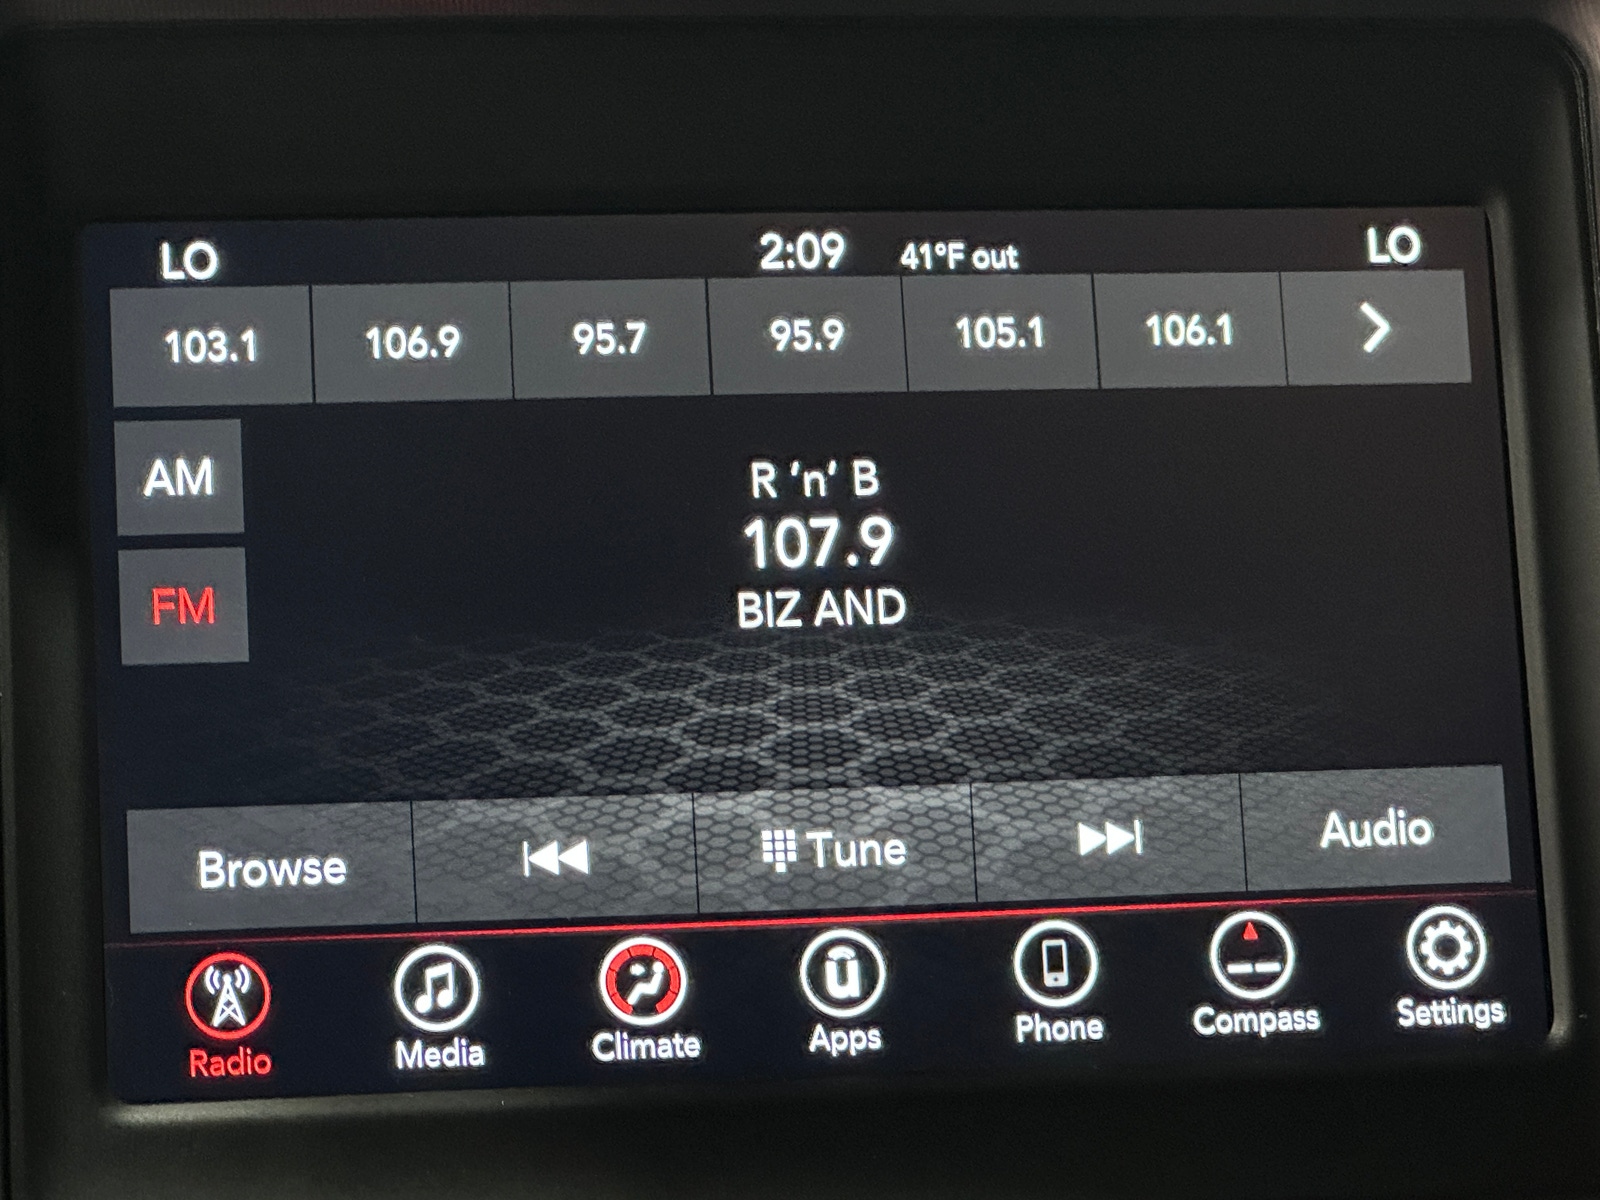 LO 2:09 41°F out LO
103.1 106.9 95.7 95.9 105.1 106.1
AM
FM
R 'n' B
107.9
BIZ AND
Browse Tune Audio
Radio Media Climate Apps Phone Compass Settings